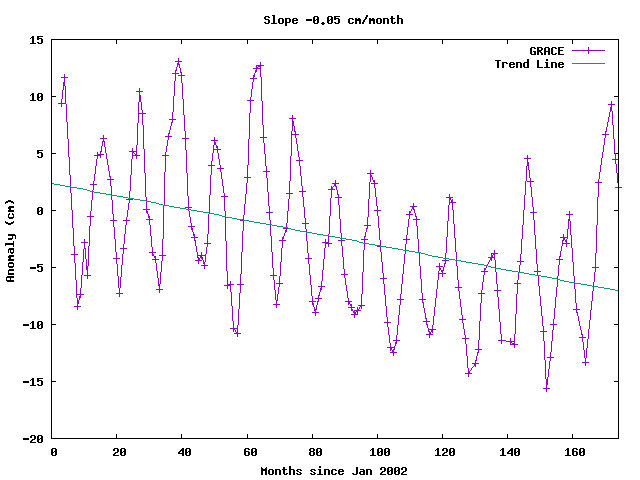 Slope -0.05 cm/month
15
10
5
0
-5
-10
-15
-20
Anomaly (cm)
GRACE
Trend Line
0 20 40 60 80 100 120 140 160
Months since Jan 2002